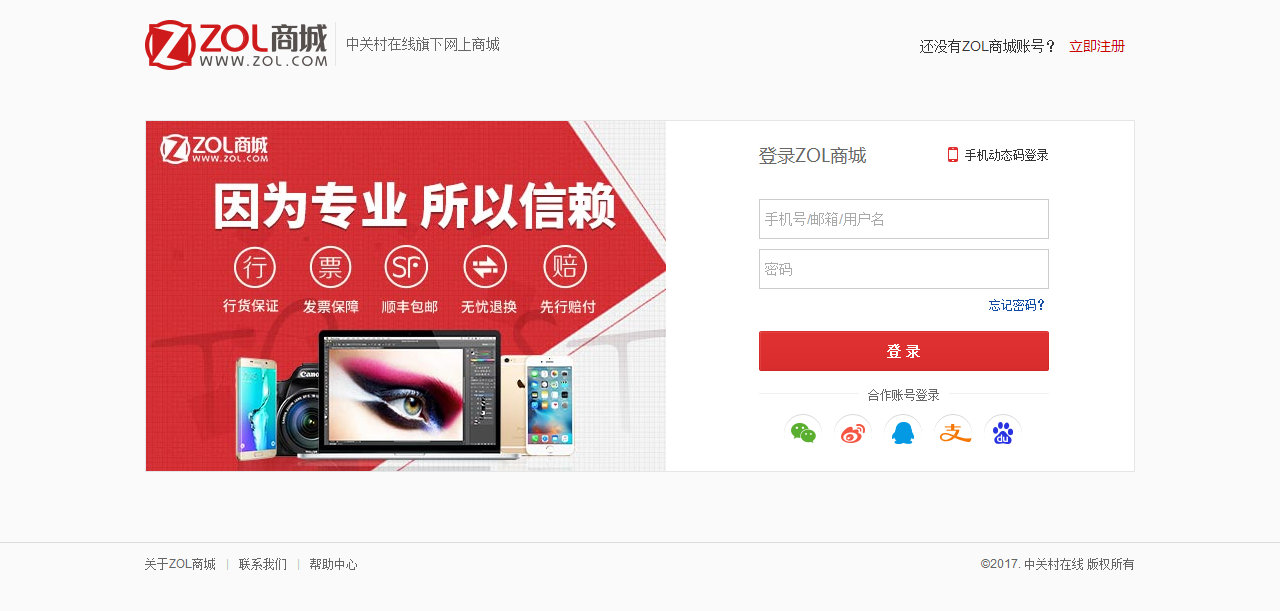 ZOL商城
WWW.ZOL.COM
中关村在线旗下网上商城
还没有ZOL商城账号？ 立即注册
ZOL商城
WWW.ZOL.COM
因为专业 所以信赖
行 票 SF 赔
行货保证 发票保障 顺丰包邮 无忧退换 先行赔付
Canon
登录ZOL商城
手机动态码登录
手机号/邮箱/用户名
密码
忘记密码?
登 录
合作账号登录
支 du
关于ZOL商城 | 联系我们 | 帮助中心
©2017. 中关村在线 版权所有